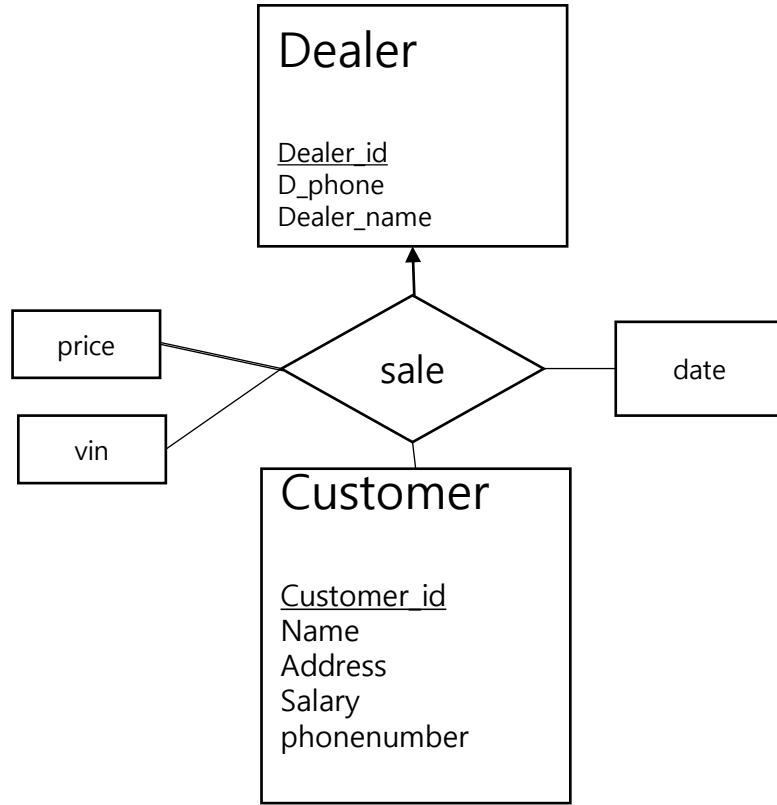 Dealer
Dealer_id
D_phone
Dealer_name
price
sale
date
vin
Customer
Customer_id
Name
Address
Salary
phonenumber